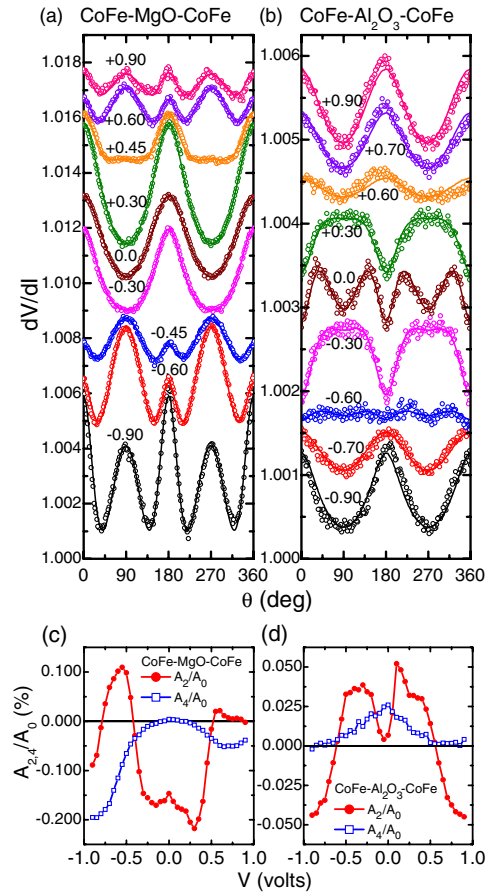 (a) CoFe-MgO-CoFe
(b) CoFe-Al₂O₃-CoFe
dV/dI
1.018
1.016
1.014
1.012
1.010
1.008
1.006
1.004
1.002
1.000
+0.90
+0.60
+0.45
+0.30
0.0
-0.30
-0.45
-0.60
-0.90
0 90 180 270 360
1.006
1.005
1.004
1.003
1.002
1.001
1.000
+0.90
+0.70
+0.60
+0.30
0.0
-0.30
-0.60
-0.70
-0.90
0 90 180 270 360
θ (deg)
(c)
CoFe-MgO-CoFe
A₂/A₀
A₄/A₀
A₂,₄/A₀ (%)
0.100
0.000
-0.100
-0.200
-1.0 -0.5 0.0 0.5 1.0
(d)
0.050
0.025
0.000
-0.025
-0.050
CoFe-Al₂O₃-CoFe
A₂/A₀
A₄/A₀
-1.0 -0.5 0.0 0.5 1.0
V (volts)